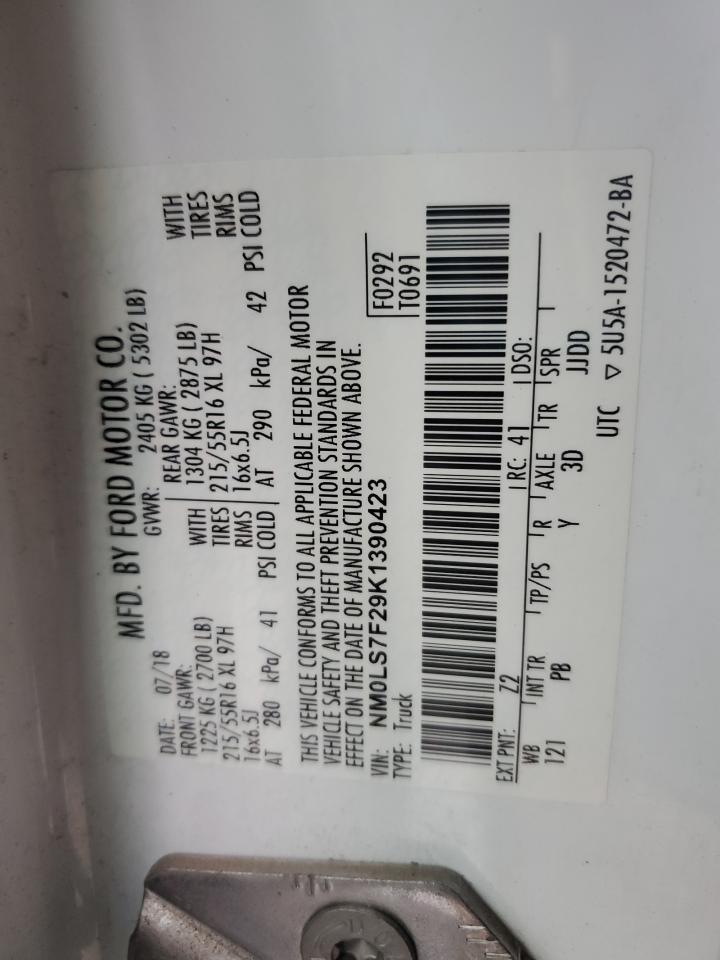 MFD. BY FORD MOTOR CO.
DATE: 07/18 GVWR: 2405 KG ( 5302 LB)
FRONT GAWR: REAR GAWR:
1225 KG ( 2700 LB) WITH 1304 KG ( 2875 LB) WITH
215/55R16 XL 97H TIRES 215/55R16 XL 97H TIRES
16x6.5J RIMS 16x6.5J RIMS
AT 280 kPa/ 41 PSI COLD AT 290 kPa/ 42 PSI COLD
THIS VEHICLE CONFORMS TO ALL APPLICABLE FEDERAL MOTOR
VEHICLE SAFETY AND THEFT PREVENTION STANDARDS IN
EFFECT ON THE DATE OF MANUFACTURE SHOWN ABOVE.
VIN: NM0LS7F29K1390423 F0292
TYPE: Truck T0691
EXT PNT: Z2 RC: 41 DSO:
WB INT TR TP/PS R AXLE TR SPR
121 PB Y 3D JJDD
UTC ▽ 5U5A-1520472-BA